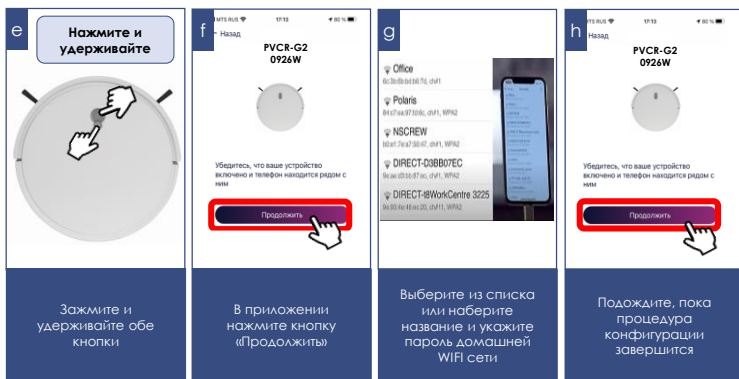 e
Нажмите и
удерживайте
Зажмите и
удерживайте обе
кнопки
f
MTS RUS
17:13
80 %
Назад
PVCR-G2
0926W
Убедитесь, что ваше устройство
включено и телефон находится рядом с
ним
Продолжить
В приложении
нажмите кнопку
«Продолжить»
g
Office
Polaris
NSCREW
DIRECT-D3BB07EC
DIRECT-t8WorkCentre 3225
Выберите из списка
или наберите
название и укажите
пароль домашней
WIFI сети
h
MTS RUS
17:13
80 %
Назад
PVCR-G2
0926W
Убедитесь, что ваше устройство
включено и телефон находится рядом с
ним
Продолжить
Подождите, пока
процедура
конфигурации
завершится